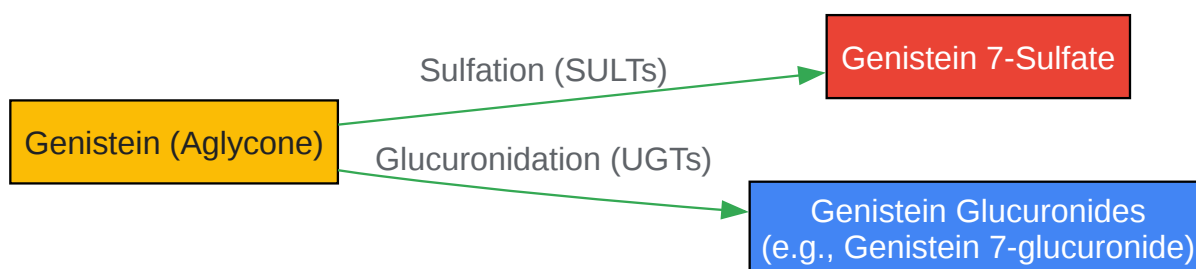 Genistein (Aglycone)
Sulfation (SULTs)
Glucuronidation (UGTs)
Genistein 7-Sulfate
Genistein Glucuronides
(e.g., Genistein 7-glucuronide)